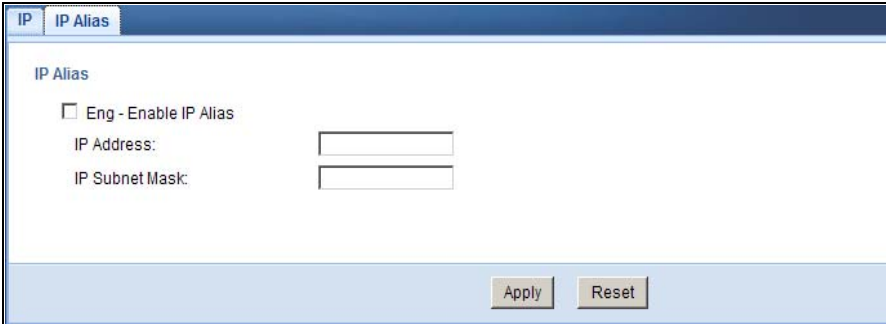 IP IP Alias
IP Alias
Eng - Enable IP Alias
IP Address:
IP Subnet Mask:
Apply Reset